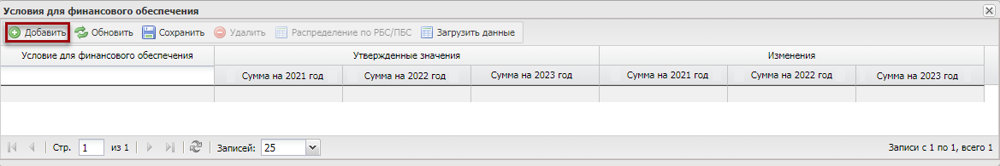 Условия для финансового обеспечения
Добавить Обновить Сохранить Удалить Распределение по РБС/ПБС Загрузить данные
Условие для финансового обеспечения Утвержденные значения Изменения
Сумма на 2021 год Сумма на 2022 год Сумма на 2023 год Сумма на 2021 год Сумма на 2022 год Сумма на 2023 год
Стр. 1 из 1 Записей: 25 Записи с 1 по 1, всего 1